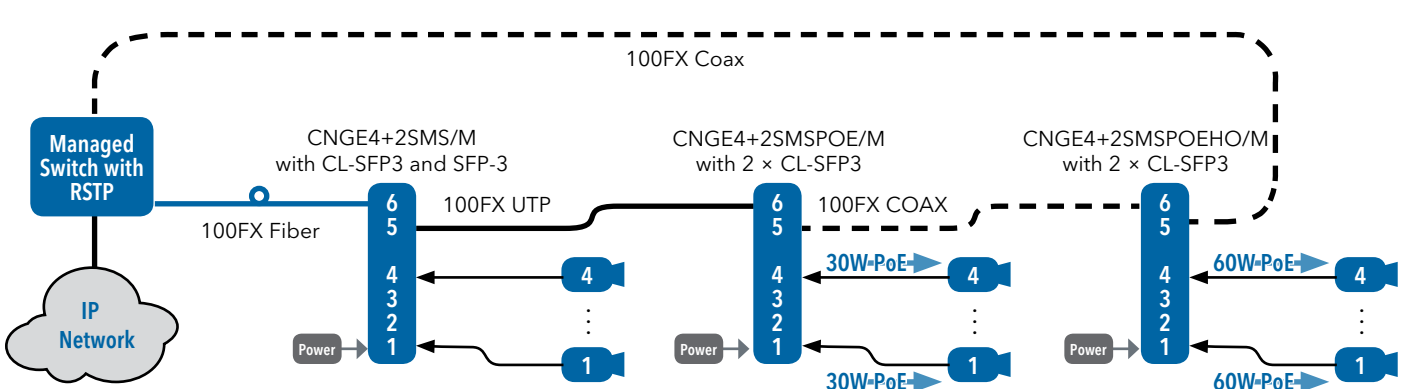 100FX Coax
Managed
Switch with
RSTP
CNGE4+2SMS/M
with CL-SFP3 and SFP-3
CNGE4+2SMSPOE/M
with 2 × CL-SFP3
CNGE4+2SMSPOEHO/M
with 2 × CL-SFP3
100FX Fiber
6
5
4
3
2
1
100FX UTP
4
⋮
1
Power
6
5
4
3
2
1
100FX COAX
30W-PoE
4
⋮
1
30W-PoE
Power
6
5
4
3
2
1
60W-PoE
4
⋮
1
60W-PoE
Power
IP
Network